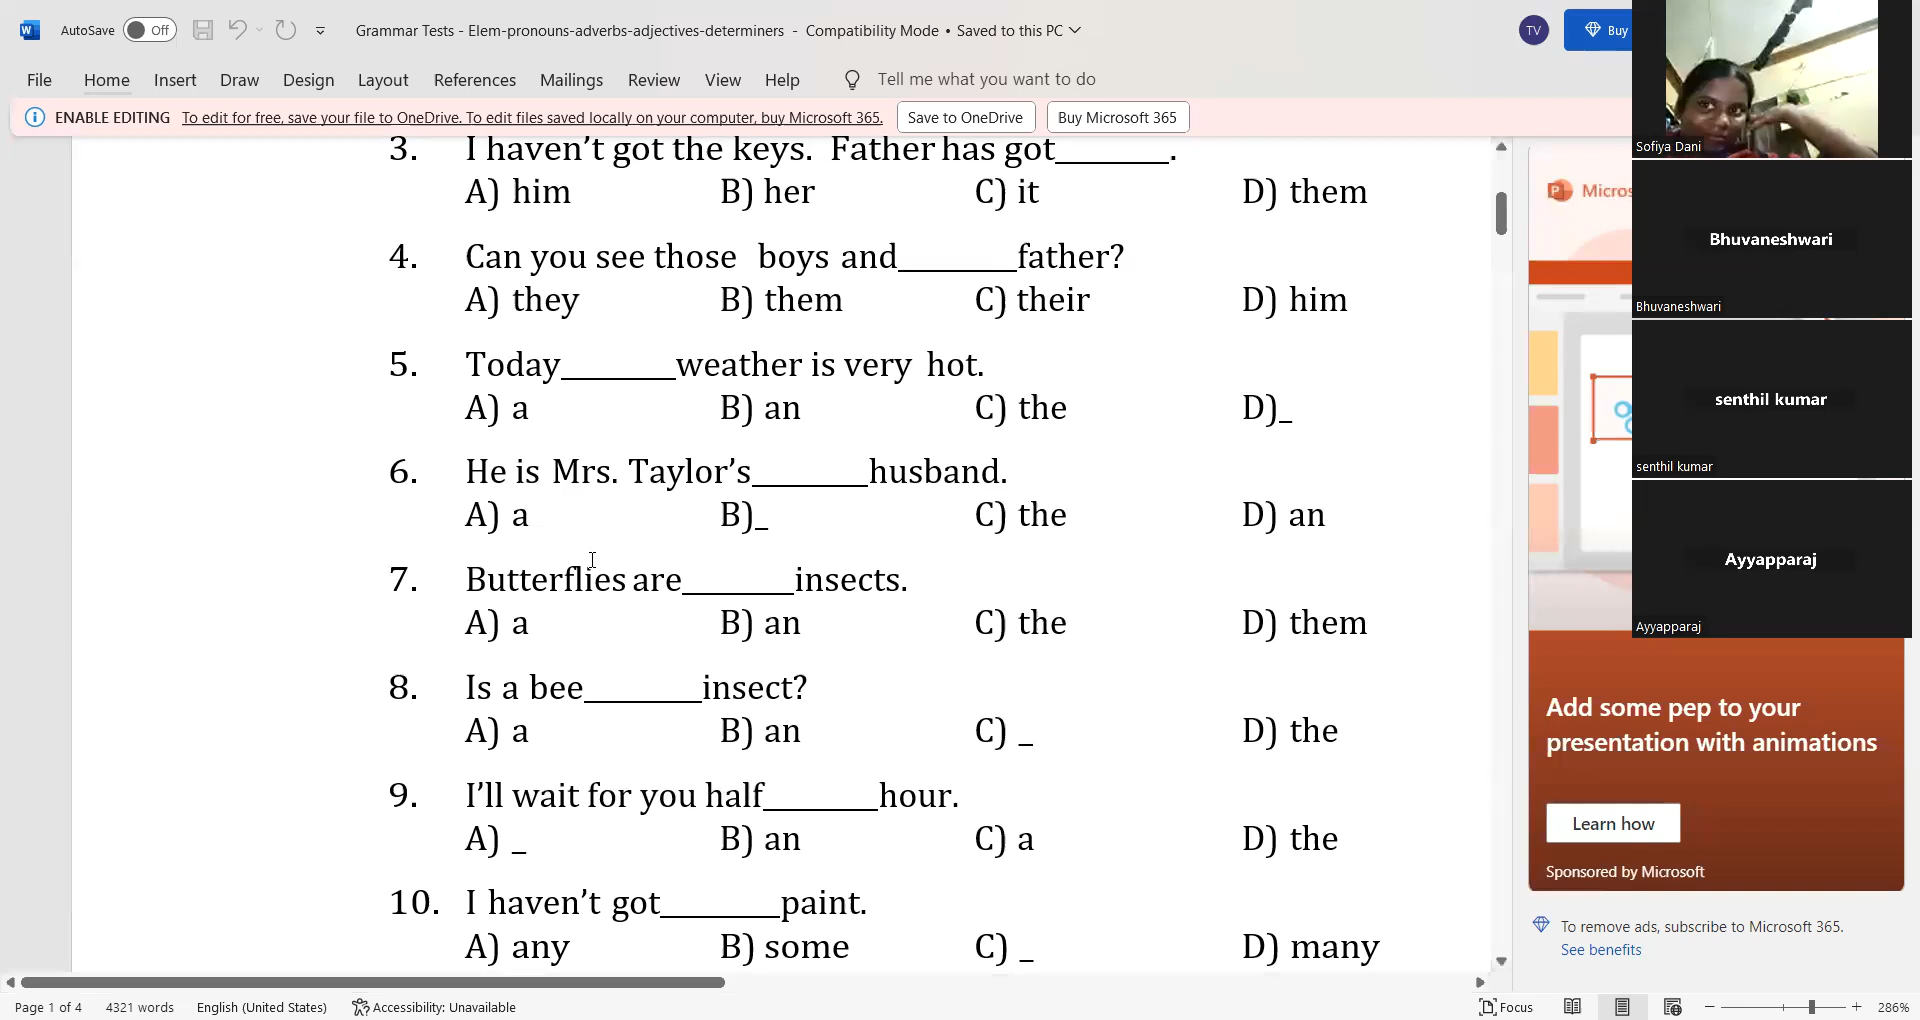 AutoSave Off
Grammar Tests - Elem-pronouns-adverbs-adjectives-determiners - Compatibility Mode • Saved to this PC
TV
Buy
File Home Insert Draw Design Layout References Mailings Review View Help Tell me what you want to do
ENABLE EDITING To edit for free, save your file to OneDrive. To edit files saved locally on your computer, buy Microsoft 365. Save to OneDrive Buy Microsoft 365
3. I haven’t got the keys. Father has got________.
A) him B) her C) it D) them
4. Can you see those boys and________father?
A) they B) them C) their D) him
5. Today________weather is very hot.
A) a B) an C) the D)_
6. He is Mrs. Taylor’s________husband.
A) a B)_ C) the D) an
7. Butterflies are________insects.
A) a B) an C) the D) them
8. Is a bee________insect?
A) a B) an C) _ D) the
9. I’ll wait for you half________hour.
A) _ B) an C) a D) the
10. I haven’t got________paint.
A) any B) some C) _ D) many
Sofiya Dani
Bhuvaneshwari
Bhuvaneshwari
senthil kumar
senthil kumar
Ayyapparaj
Ayyapparaj
Add some pep to your
presentation with animations
Learn how
Sponsored by Microsoft
To remove ads, subscribe to Microsoft 365.
See benefits
Page 1 of 4 4321 words English (United States) Accessibility: Unavailable Focus 286%